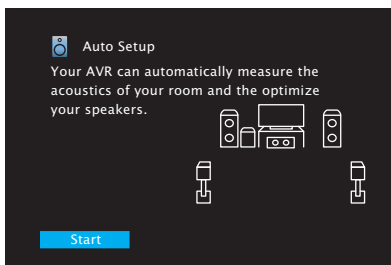 Auto Setup
Your AVR can automatically measure the
acoustics of your room and the optimize
your speakers.
Start